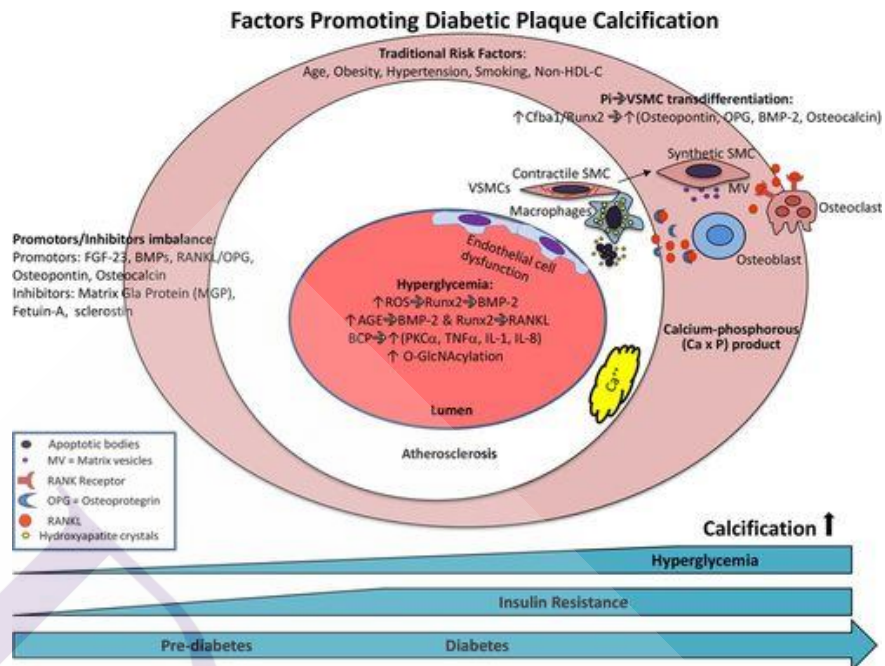 Factors Promoting Diabetic Plaque Calcification
Traditional Risk Factors:
Age, Obesity, Hypertension, Smoking, Non-HDL-C
Pi→VSMC transdifferentiation:
↑Cfba1/Runx2 →↑(Osteopontin, OPG, BMP-2, Osteocalcin)
Synthetic SMC
Contractile SMC
VSMCs
MV
Macrophages
Osteoclast
Osteoblast
Endothelial cell
dysfunction
Promotors/Inhibitors imbalance:
Promotors: FGF-23, BMPs, RANKL/OPG,
Osteopontin, Osteocalcin
Inhibitors: Matrix Gla Protein (MGP),
Fetuin-A, sclerostin
Hyperglycemia:
↑ROS→Runx2→BMP-2
↑AGE→BMP-2 & Runx2→RANKL
BCP→↑(PKCα, TNFα, IL-1, IL-8)
↑ O-GlcNAcylation
Calcium-phosphorous
(Ca x P) product
Ca⁺⁺
Lumen
Atherosclerosis
Apoptotic bodies
MV = Matrix vesicles
RANK Receptor
OPG = Osteoprotegrin
RANKL
Hydroxyapatite crystals
Calcification ↑
Hyperglycemia
Insulin Resistance
Pre-diabetes Diabetes